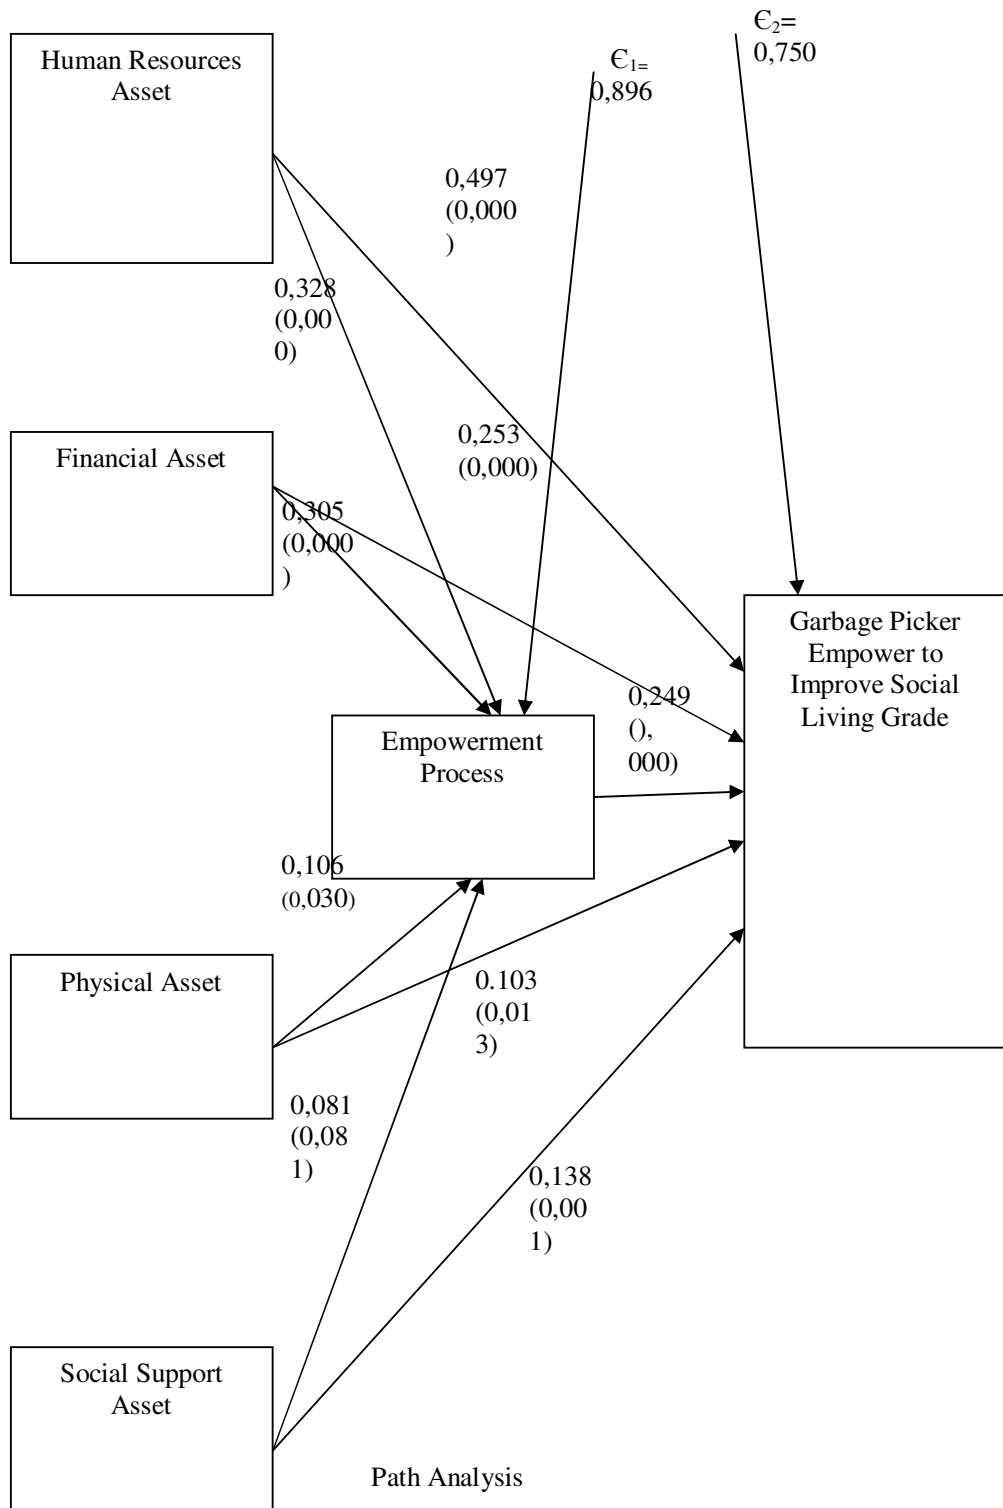 Human Resources
Asset
Є1=
0,896
Є2=
0,750
0,497
(0,000
)
0,328
(0,00
0)
0,253
(0,000)
Financial Asset
0,305
(0,000
)
Garbage Picker
Empower to
Improve Social
Living Grade
0,249
(),
000)
Empowerment
Process
0,106
(0,030)
Physical Asset
0.103
(0,01
3)
0,081
(0,08
1)
0,138
(0,00
1)
Social Support
Asset
Path Analysis